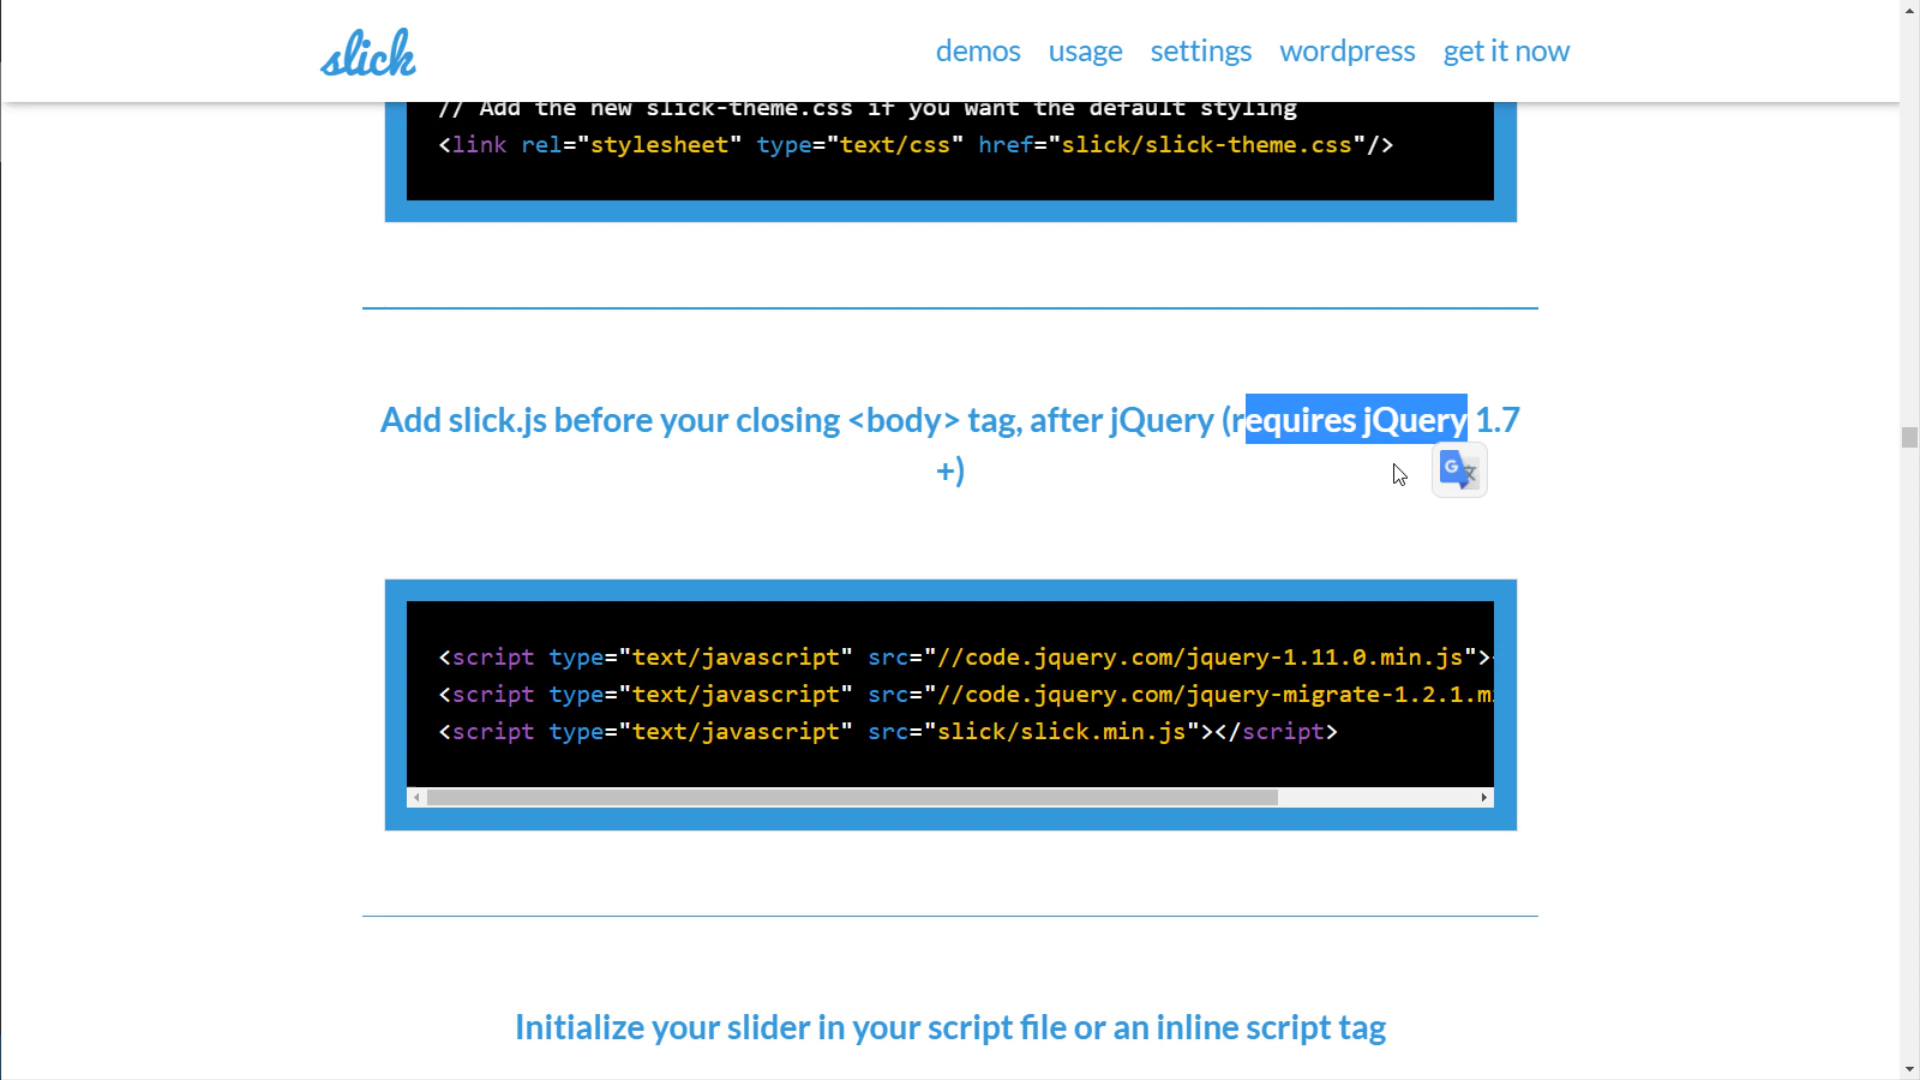 slick
demos usage settings wordpress get it now
// Add the new slick-theme.css if you want the default styling
<link rel="stylesheet" type="text/css" href="slick/slick-theme.css"/>
Add slick.js before your closing <body> tag, after jQuery (requires jQuery 1.7
+)
<script type="text/javascript" src="//code.jquery.com/jquery-1.11.0.min.js">
<script type="text/javascript" src="//code.jquery.com/jquery-migrate-1.2.1.m
<script type="text/javascript" src="slick/slick.min.js"></script>
Initialize your slider in your script file or an inline script tag